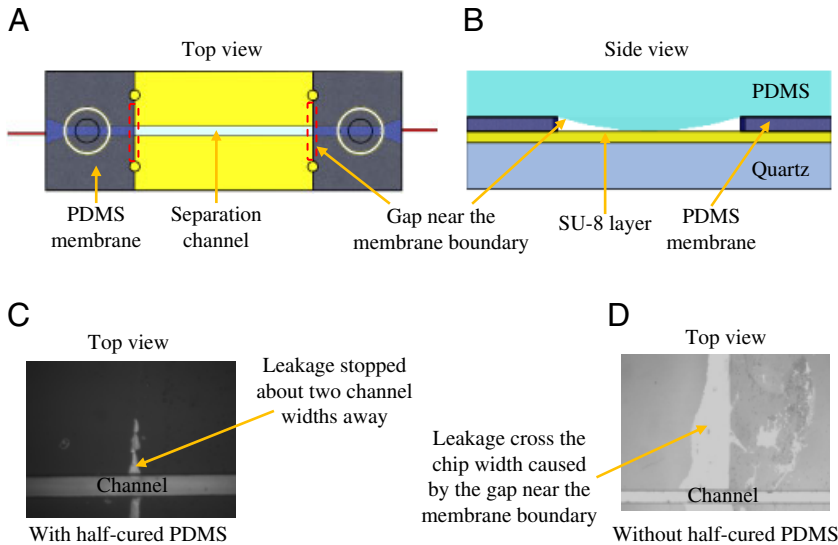 A
Top view
PDMS
membrane
Separation
channel
Gap near the
membrane boundary
B
Side view
PDMS
Quartz
SU-8 layer
PDMS
membrane
C
Top view
Leakage stopped
about two channel
widths away
Channel
With half-cured PDMS
D
Top view
Leakage cross the
chip width caused
by the gap near the
membrane boundary
Channel
Without half-cured PDMS